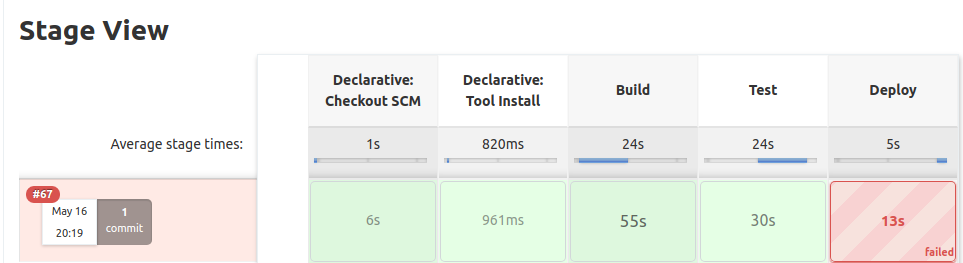 Stage View
Declarative:
Checkout SCM
Declarative:
Tool Install
Build
Test
Deploy
Average stage times:
1s
820ms
24s
24s
5s
#67
May 16
20:19
1
commit
6s
961ms
55s
30s
13s
failed